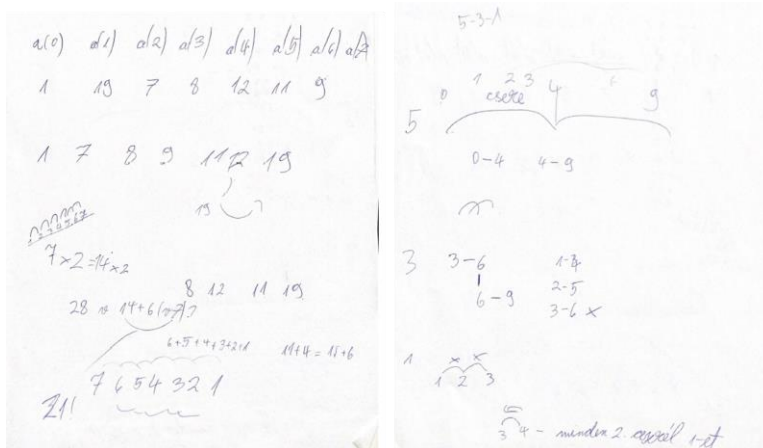 a(0) a(1) a(2) a(3) a(4) a(5) a(6) a(7
1 19 7 8 12 11 9
1 7 8 9 11 12 19
19
7×2=14×2
8 12 11 19
28 14+6
6+5+4+3+2+1
11+4=15+6
7 6 5 4 3 2 1
21!
5-3-1
0 1 2 3 4 9
csere
5
0-4 4-9
3 3-6 1-4
2-5
6-9 3-6 x
1 x x
1 2 3
3 4 - minden 2. 1-et